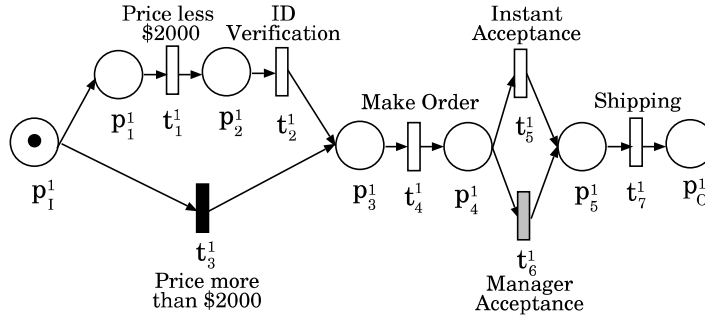 Price less
$2000
ID
Verification
Instant
Acceptance
p¹₁
t¹₁
p¹₂
t¹₂
Make Order
t¹₅
Shipping
p¹_I
p¹₃
t¹₄
p¹₄
p¹₅
t¹₇
p¹_O
t¹₃
Price more
than $2000
t¹₆
Manager
Acceptance